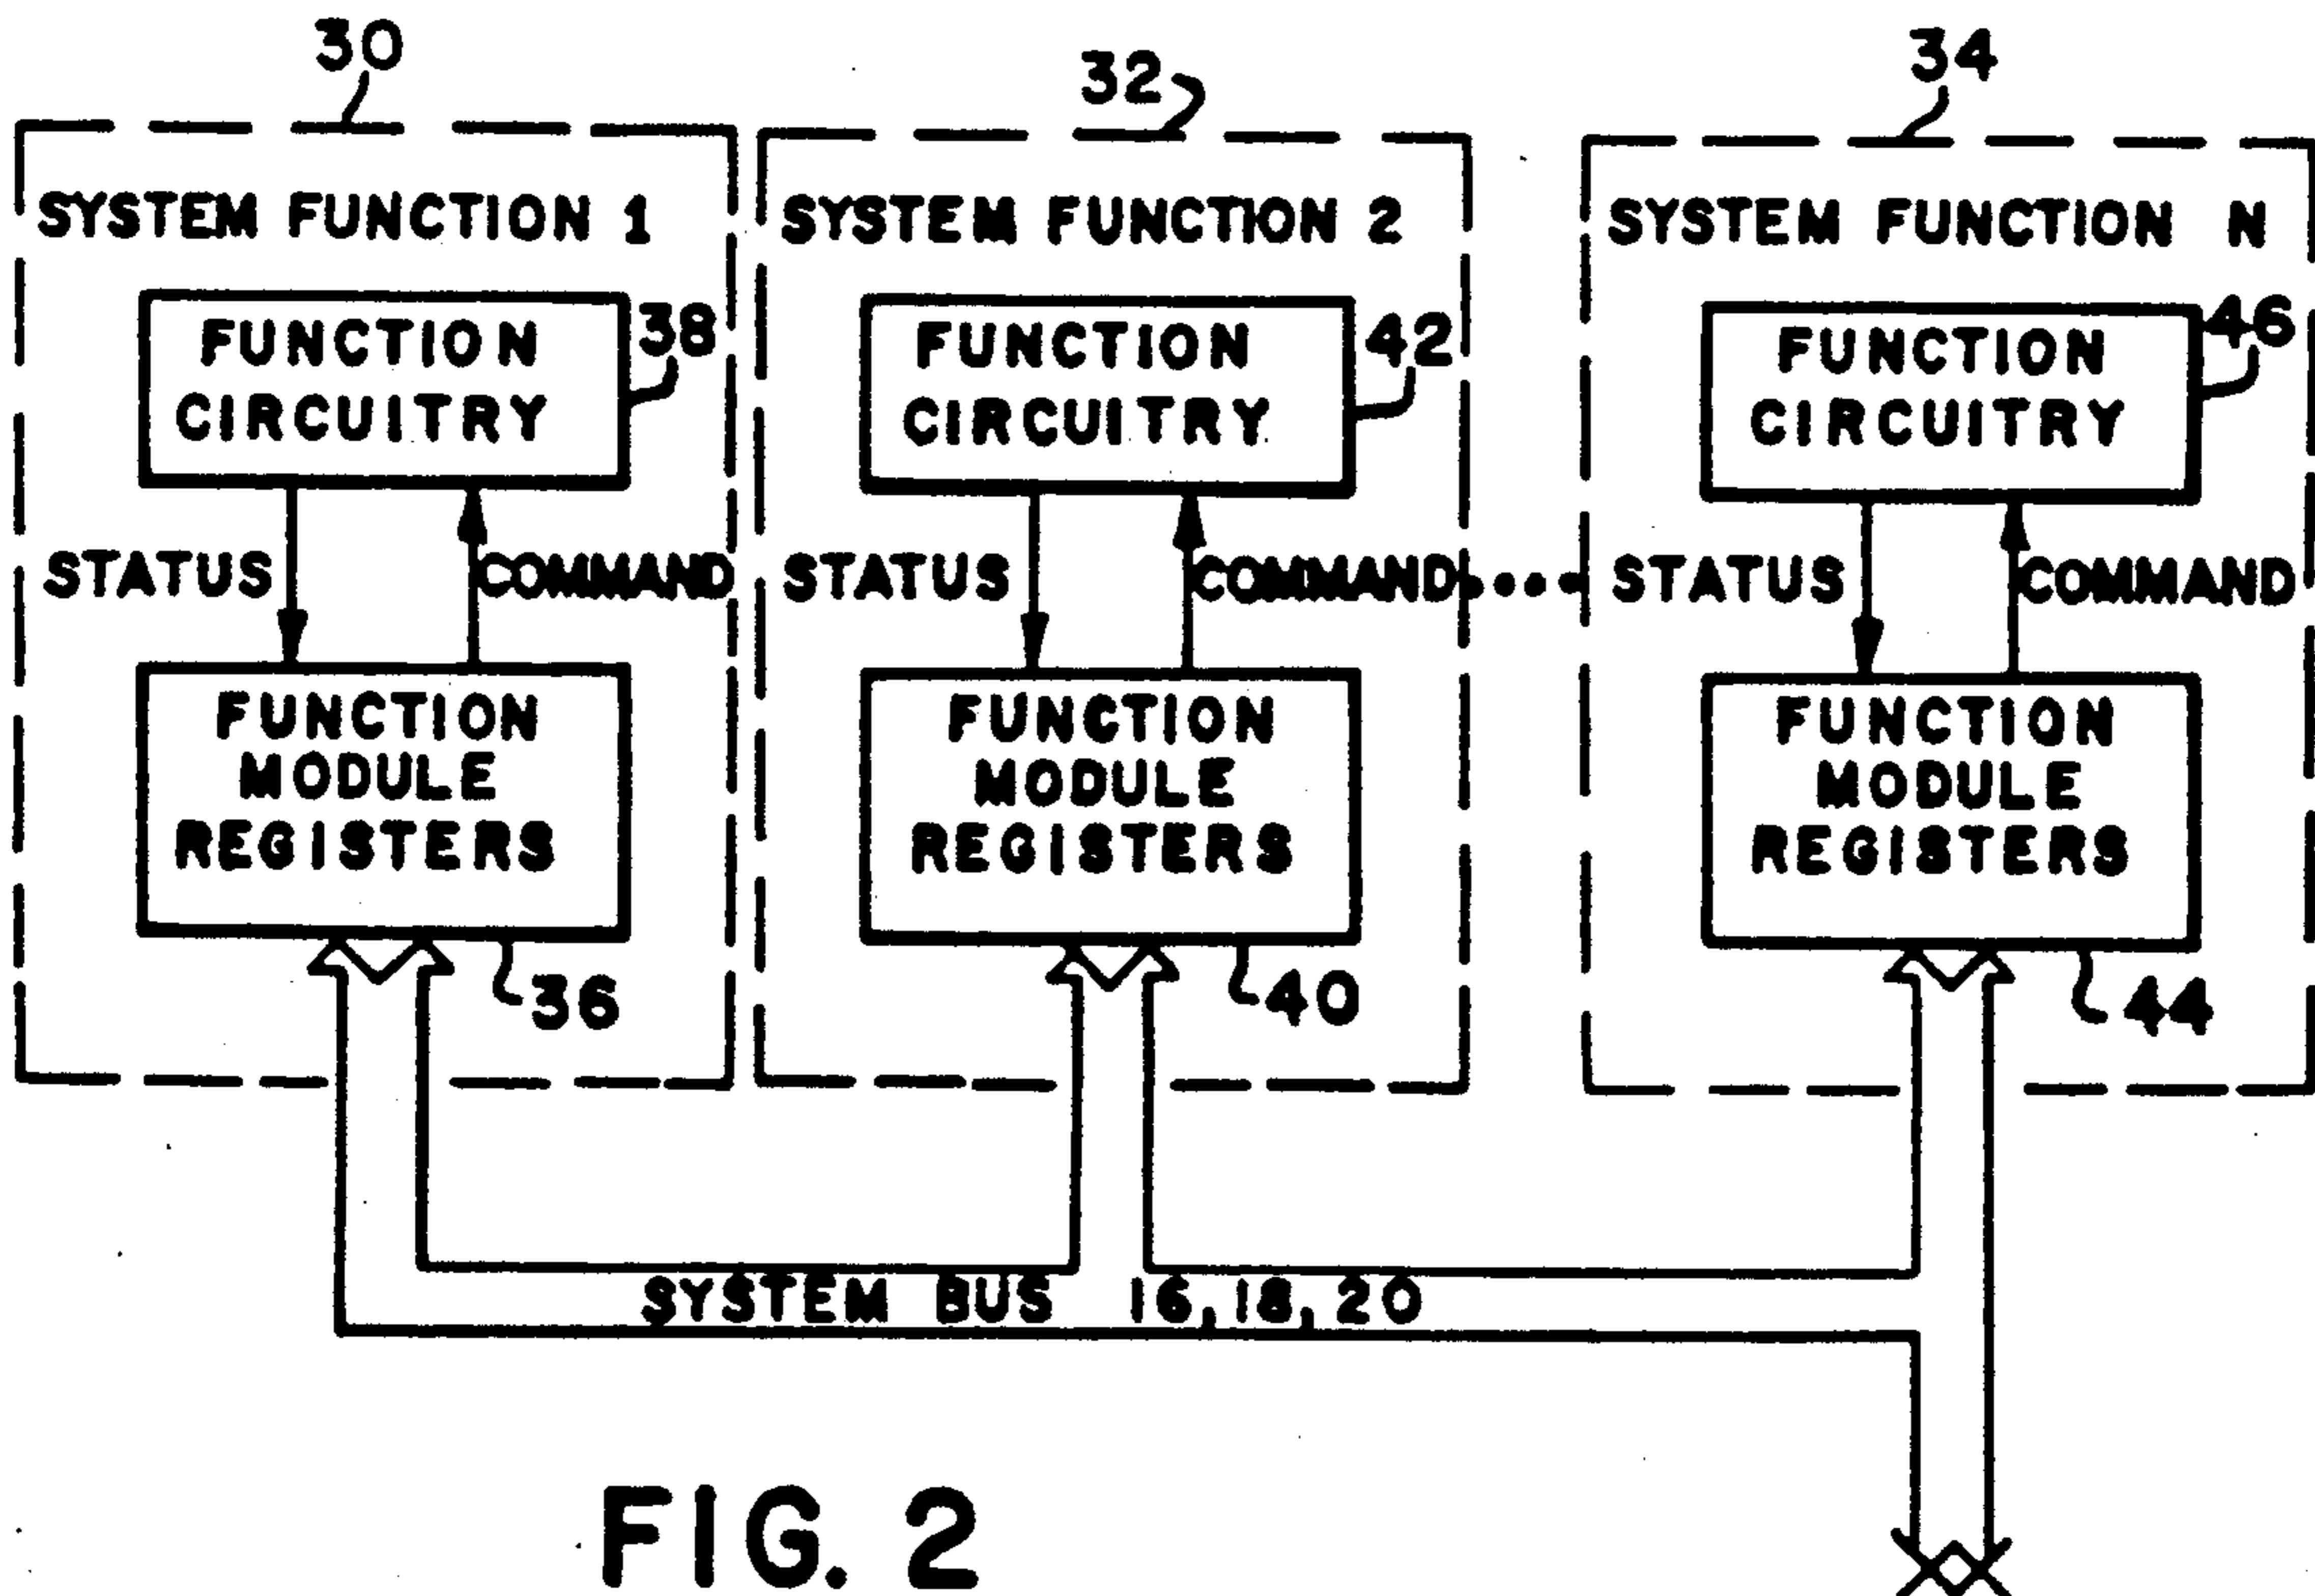 30
32
34
SYSTEM FUNCTION 1
SYSTEM FUNCTION 2
SYSTEM FUNCTION N
FUNCTION
CIRCUITRY
38
FUNCTION
CIRCUITRY
42
FUNCTION
CIRCUITRY
46
STATUS
COMMAND
STATUS
COMMAND
STATUS
COMMAND
FUNCTION
MODULE
REGISTERS
FUNCTION
MODULE
REGISTERS
FUNCTION
MODULE
REGISTERS
36
40
44
SYSTEM BUS 16,18,20
FIG. 2